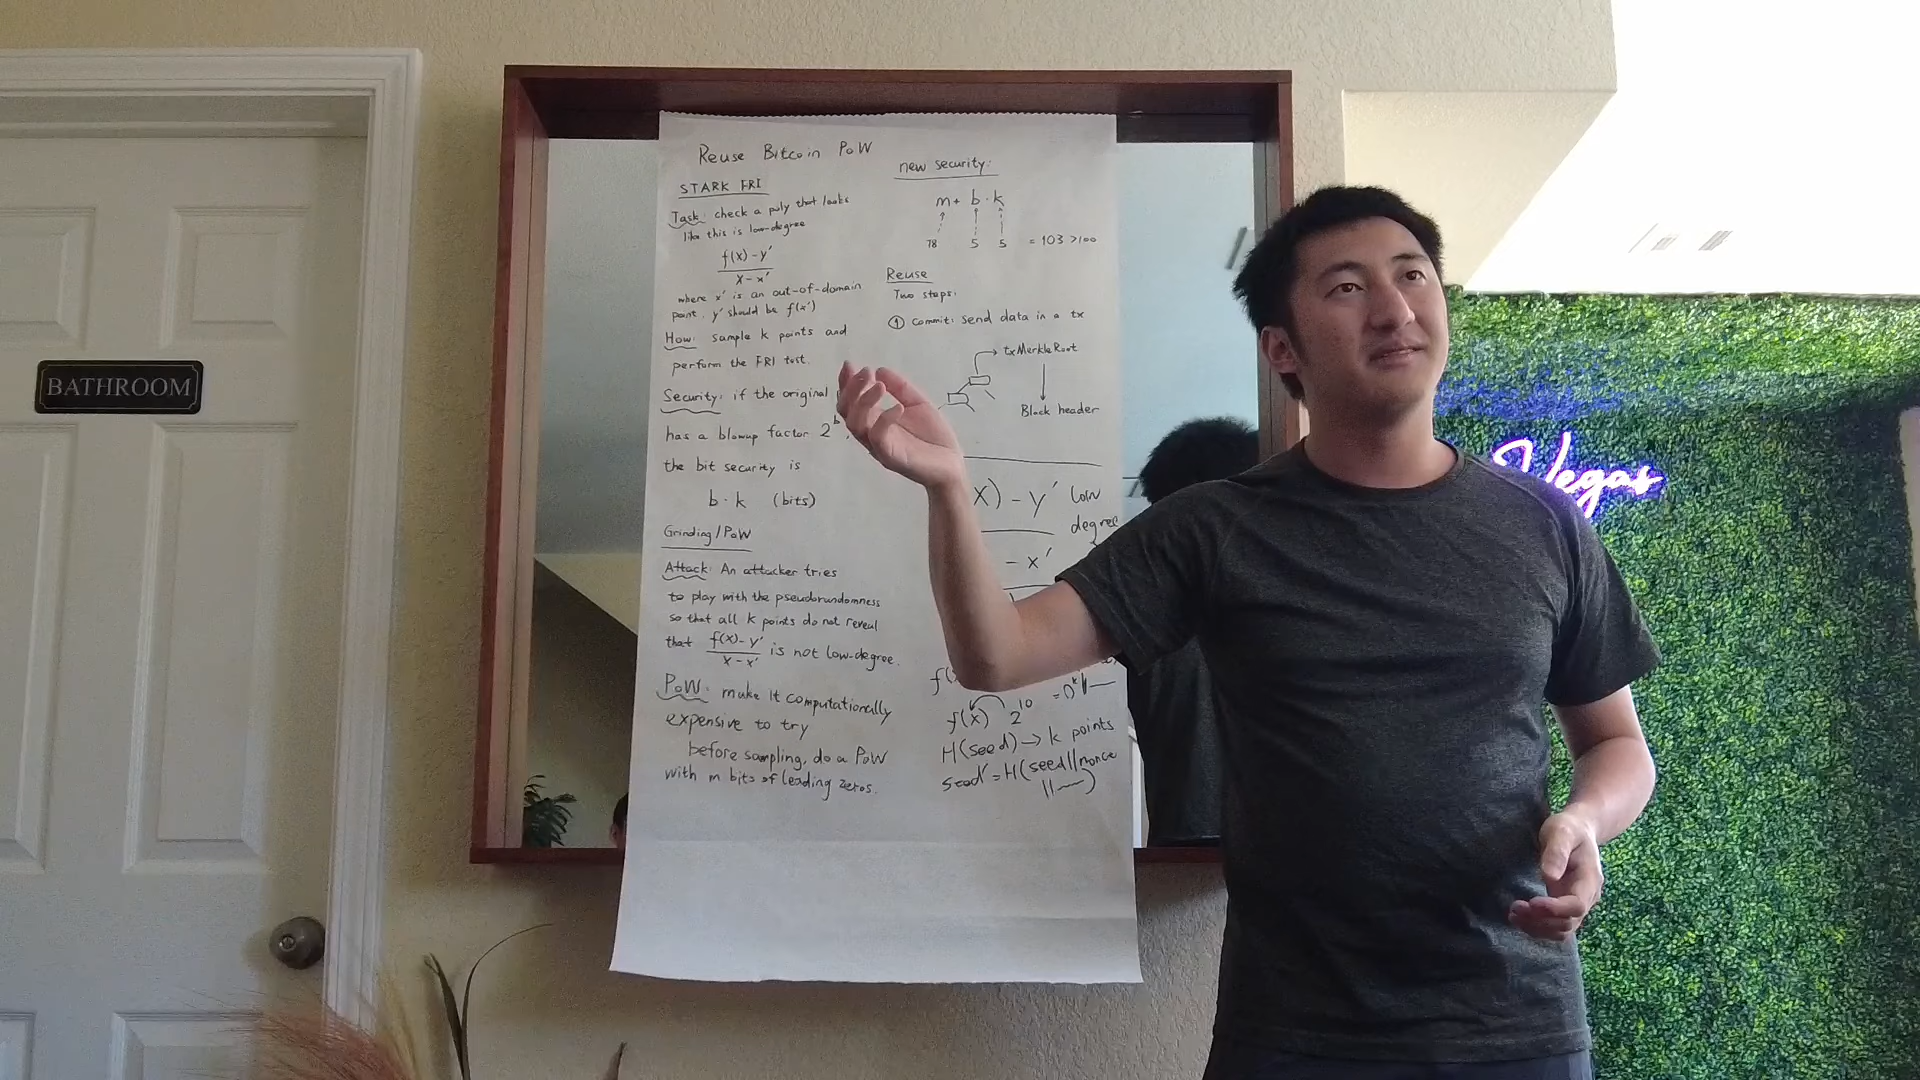 BATHROOM
Reuse Bitcoin PoW
STARK FRI
Task: check a poly that looks
like this is low-degree
f(x) - y'
x - x'
where x' is an out-of-domain
point, y' should be f(x')
How: sample k points and
perform the FRI test.
Security: if the original
has a blowup factor 2^b,
the bit security is
b · k (bits)
Grinding/PoW
Attack: An attacker tries
to play with the pseudorandomness
so that all k points do not reveal
that f(x) - y' / x - x' is not low-degree.
PoW: make it computationally
expensive to try
before sampling, do a PoW
with m bits of leading zeros.
new security:
m + b · k
78 5 5 = 103 >100
Reuse
Two steps:
① Commit: send data in a tx
txMerkleRoot
Block header
x) - y' low
degree
- x'
f(x
= 0^k ||
f(x) 2^10
H(seed) → k points
seed' = H(seed||nonce
|| )
Vegas